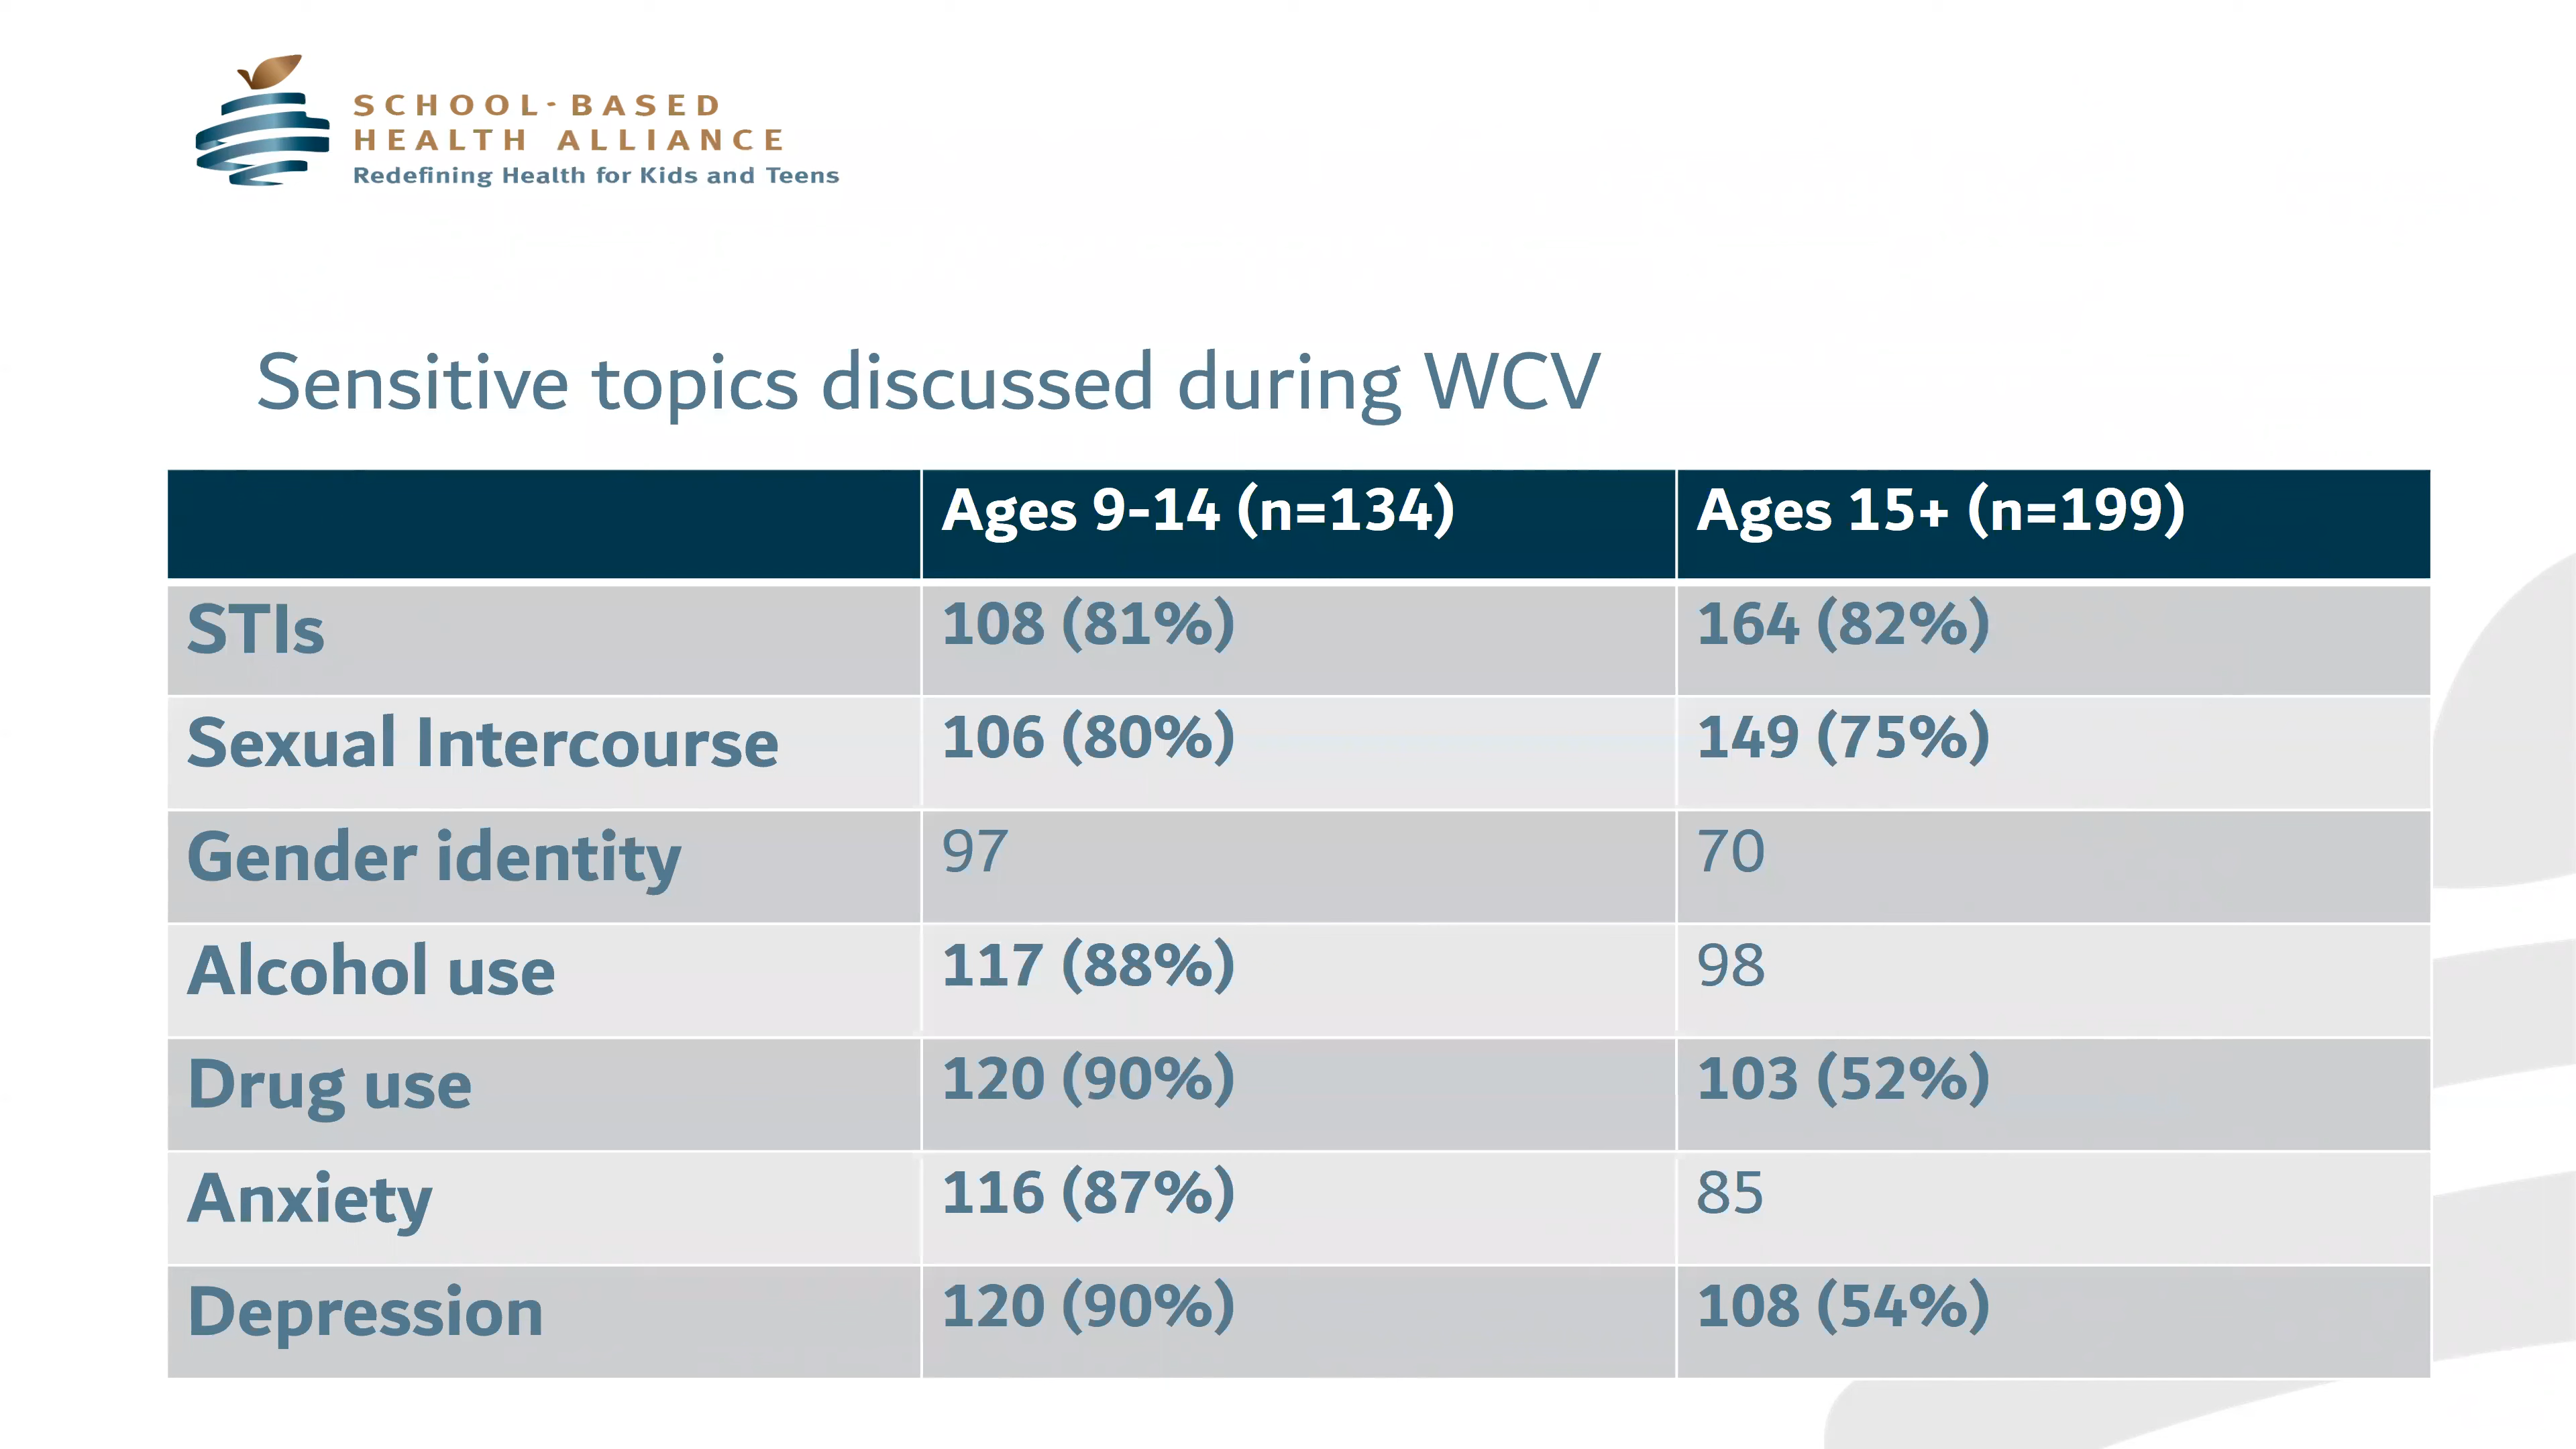 SCHOOL-BASED
HEALTH ALLIANCE
Redefining Health for Kids and Teens
Sensitive topics discussed during WCV
Ages 9-14 (n=134) Ages 15+ (n=199)
STIs 108 (81%) 164 (82%)
Sexual Intercourse 106 (80%) 149 (75%)
Gender identity 97 70
Alcohol use 117 (88%) 98
Drug use 120 (90%) 103 (52%)
Anxiety 116 (87%) 85
Depression 120 (90%) 108 (54%)